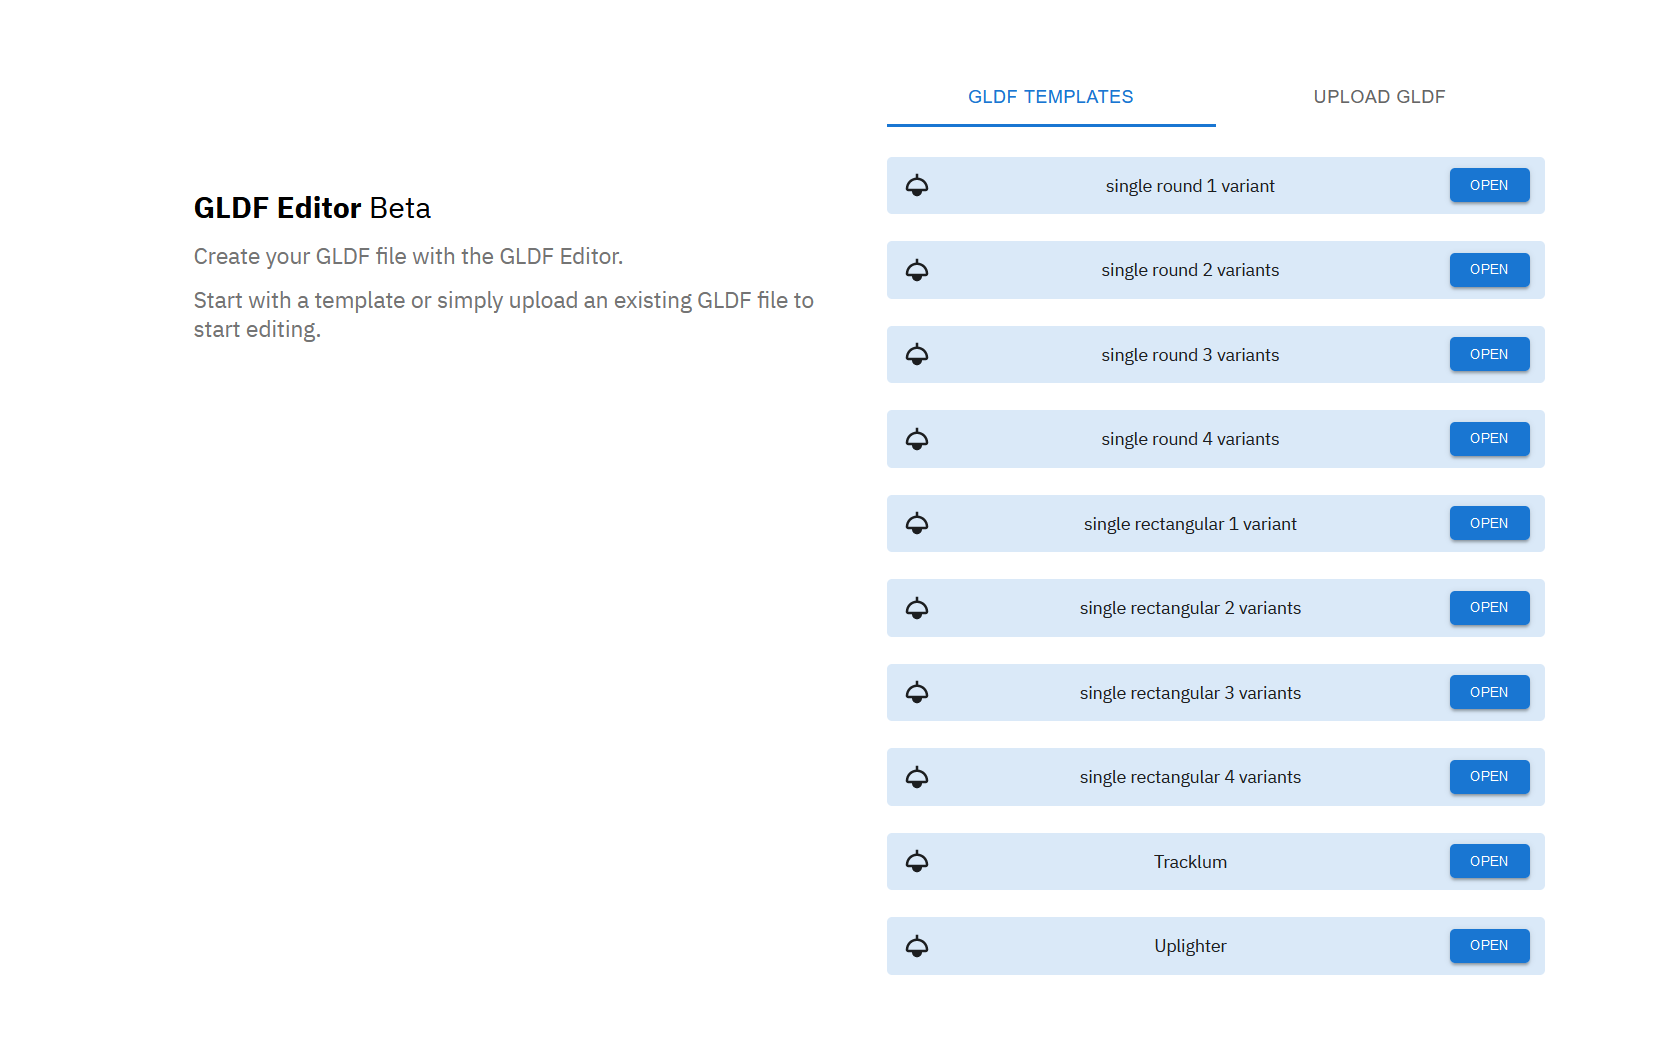 GLDF Editor Beta
Create your GLDF file with the GLDF Editor.
Start with a template or simply upload an existing GLDF file to
start editing.
GLDF TEMPLATES
UPLOAD GLDF
single round 1 variant
OPEN
single round 2 variants
OPEN
single round 3 variants
OPEN
single round 4 variants
OPEN
single rectangular 1 variant
OPEN
single rectangular 2 variants
OPEN
single rectangular 3 variants
OPEN
single rectangular 4 variants
OPEN
Tracklum
OPEN
Uplighter
OPEN